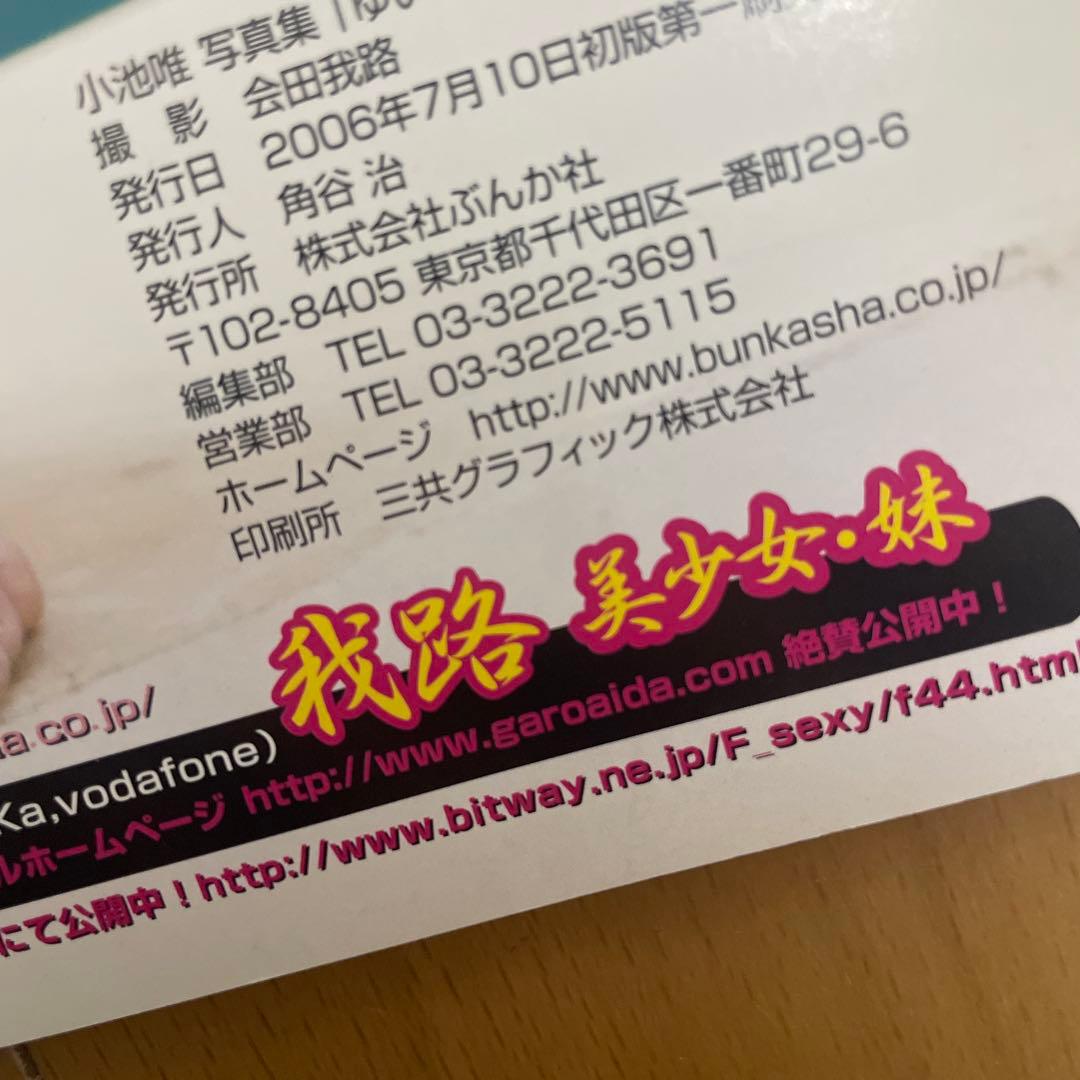 小池唯 写真集「ゆい
撮 影 会田我路
発行日 2006年7月10日初版第一刷
発行人 角谷 治
発行所 株式会社ぶんか社
〒102-8405 東京都千代田区一番町29-6
編集部 TEL 03-3222-3691
営業部 TEL 03-3222-5115
ホームページ http://www.bunkasha.co.jp/
印刷所 三共グラフィック株式会社
我路 美少女・妹
a.co.jp/
Ka,vodafone)
ルホームページ http://www.garoaida.com 絶賛公開中!
にて公開中!http://www.bitway.ne.jp/F_sexy/f44.html